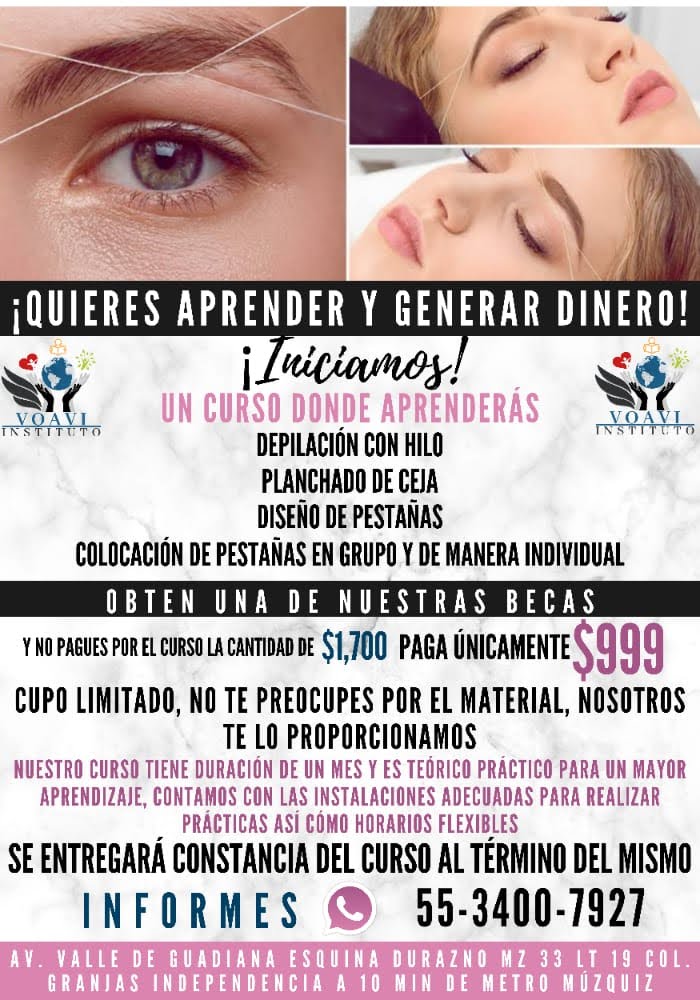 ¡QUIERES APRENDER Y GENERAR DINERO!
¡Iniciamos!
VOAVI
INSTITUTO
VOAVI
INSTITUTO
UN CURSO DONDE APRENDERÁS
DEPILACIÓN CON HILO
PLANCHADO DE CEJA
DISEÑO DE PESTAÑAS
COLOCACIÓN DE PESTAÑAS EN GRUPO Y DE MANERA INDIVIDUAL
OBTEN UNA DE NUESTRAS BECAS
Y NO PAGUES POR EL CURSO LA CANTIDAD DE $1,700 PAGA ÚNICAMENTE $999
CUPO LIMITADO, NO TE PREOCUPES POR EL MATERIAL, NOSOTROS
TE LO PROPORCIONAMOS
NUESTRO CURSO TIENE DURACIÓN DE UN MES Y ES TEÓRICO PRÁCTICO PARA UN MAYOR
APRENDIZAJE, CONTAMOS CON LAS INSTALACIONES ADECUADAS PARA REALIZAR
PRÁCTICAS ASÍ CÓMO HORARIOS FLEXIBLES
SE ENTREGARÁ CONSTANCIA DEL CURSO AL TÉRMINO DEL MISMO
INFORMES 55-3400-7927
AV. VALLE DE GUADIANA ESQUINA DURAZNO MZ 33 LT 19 COL.
GRANJAS INDEPENDENCIA A 10 MIN DE METRO MÚZQUIZ